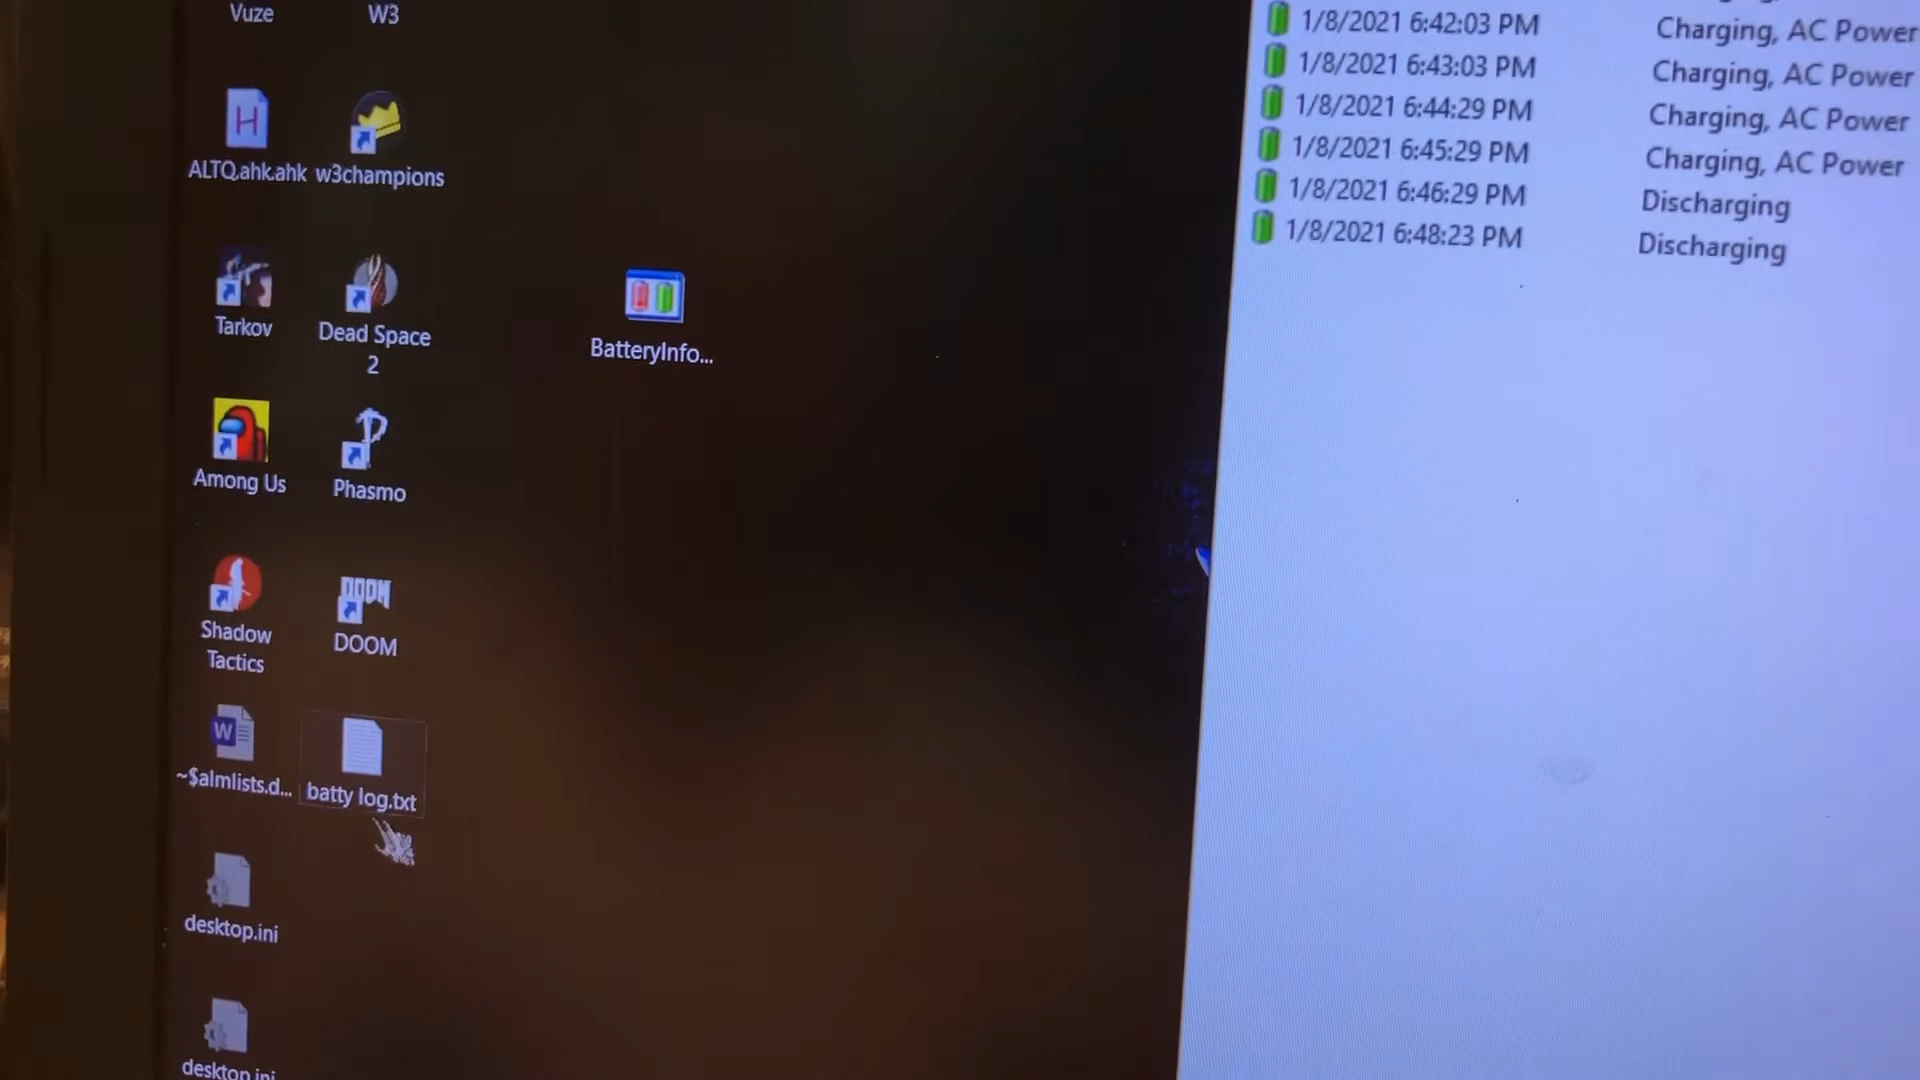 Vuze
W3
ALTQ.ahk.ahk
w3champions
Tarkov
Dead Space
2
BatteryInfo...
Among Us
Phasmo
Shadow
Tactics
DOOM
DOOM
W
~$almlists.d...
batty log.txt
desktop.ini
desktop.ini
1/8/2021 6:42:03 PM Charging, AC Power
1/8/2021 6:43:03 PM Charging, AC Power
1/8/2021 6:44:29 PM Charging, AC Power
1/8/2021 6:45:29 PM Charging, AC Power
1/8/2021 6:46:29 PM Discharging
1/8/2021 6:48:23 PM Discharging